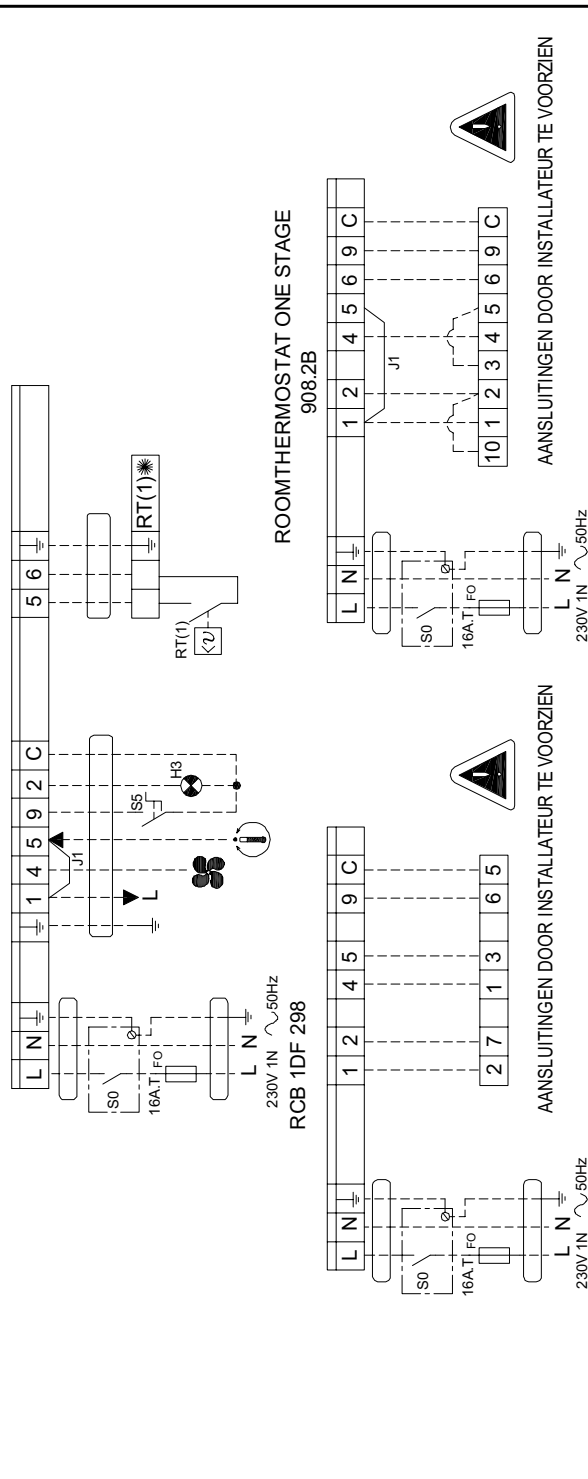 L N 1 4 5 9 2 C 5 6
J1
S5
H3
L
RT(1)
<υ
RT(1)
S0
16A.T FO
L N
230V 1N 50Hz
RCB 1DF 298
L N 1 2 4 5 9 C
S0
16A.T FO
L N
230V 1N 50Hz
2 7 1 3 6 5
AANSLUITINGEN DOOR INSTALLATEUR TE VOORZIEN
ROOMTHERMOSTAT ONE STAGE
908.2B
L N 1 2 4 5 6 9 C
J1
S0
16A.T FO
L N
230V 1N 50Hz
10 1 2 3 4 5 6 9 C
AANSLUITINGEN DOOR INSTALLATEUR TE VOORZIEN